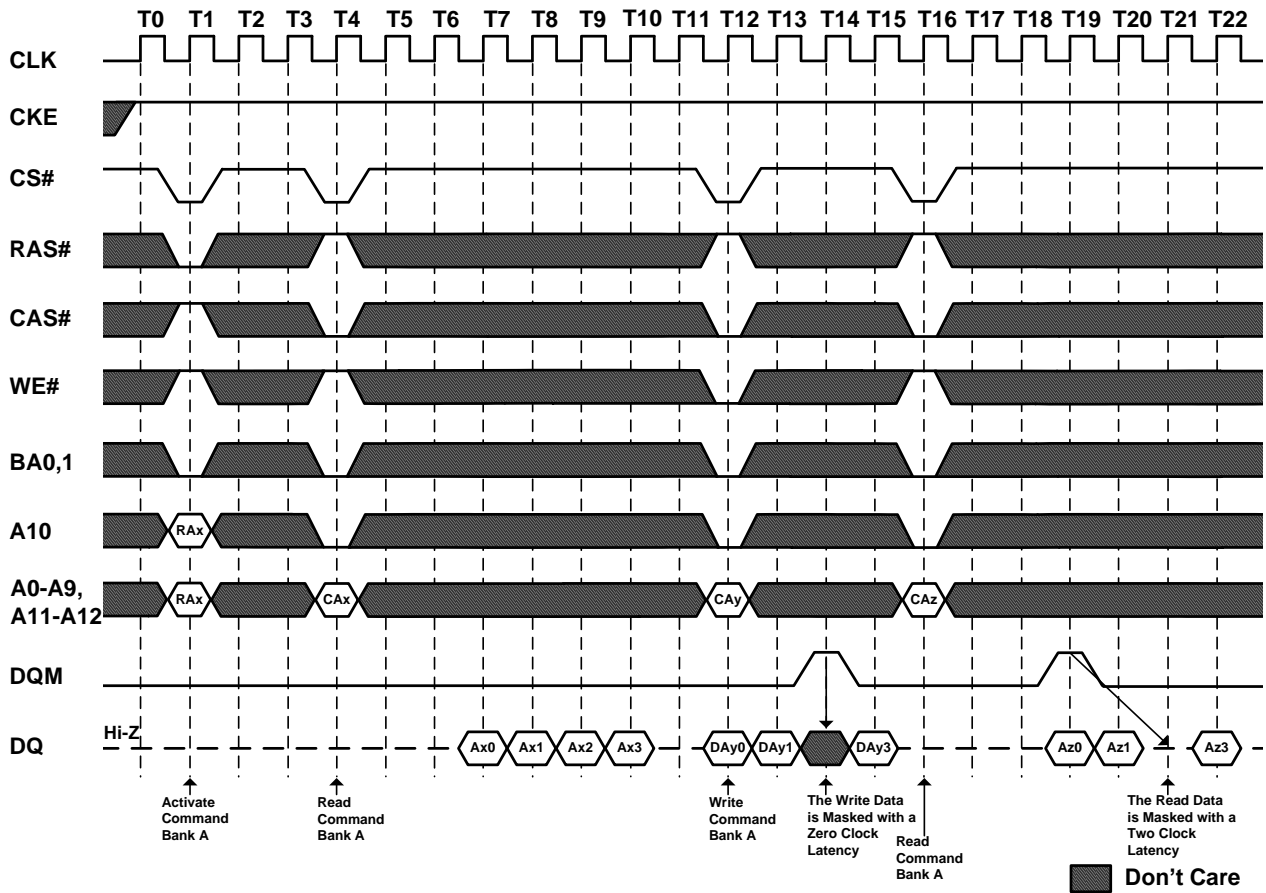 T0 T1 T2 T3 T4 T5 T6 T7 T8 T9 T10 T11 T12 T13 T14 T15 T16 T17 T18 T19 T20 T21 T22
CLK
CKE
CS#
RAS#
CAS#
WE#
BA0,1
A10
RAx
A0-A9,
A11-A12
RAx CAx CAy CAz
DQM
DQ
Hi-Z
Ax0 Ax1 Ax2 Ax3 DAy0 DAy1 DAy3 Az0 Az1 Az3
Activate
Command
Bank A
Read
Command
Bank A
Write
Command
Bank A
The Write Data
is Masked with a
Zero Clock
Latency
Read
Command
Bank A
The Read Data
is Masked with a
Two Clock
Latency
Don't Care